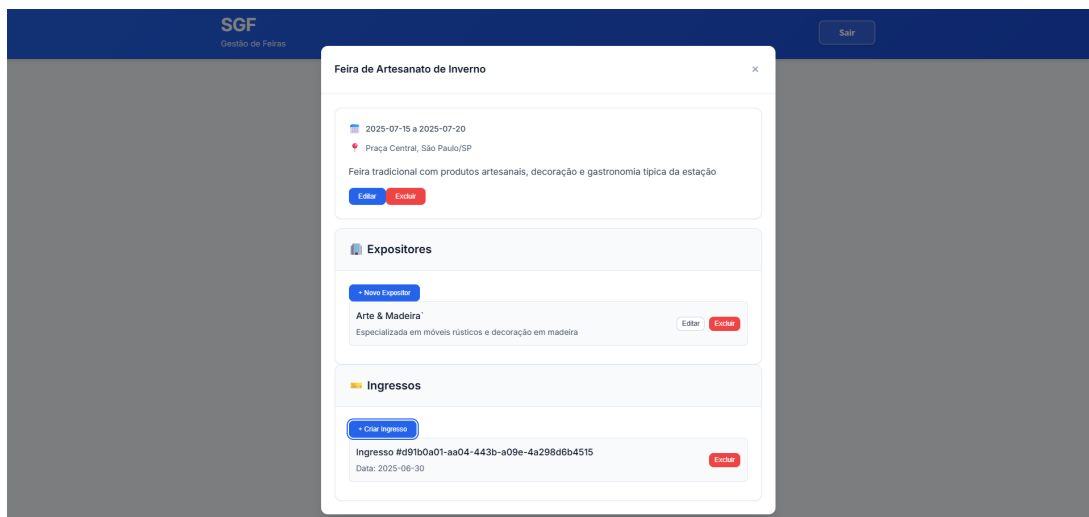 SGF
Gestão de Feiras
Sair
Feira de Artesanato de Inverno
×
2025-07-15 a 2025-07-20
Praça Central, São Paulo/SP
Feira tradicional com produtos artesanais, decoração e gastronomia típica da estação
Editar Excluir
Expositores
+ Novo Expositor
Arte & Madeira`
Especializada em móveis rústicos e decoração em madeira
Editar Excluir
Ingressos
+ Criar Ingresso
Ingresso #d91b0a01-aa04-443b-a09e-4a298d6b4515
Data: 2025-06-30
Excluir